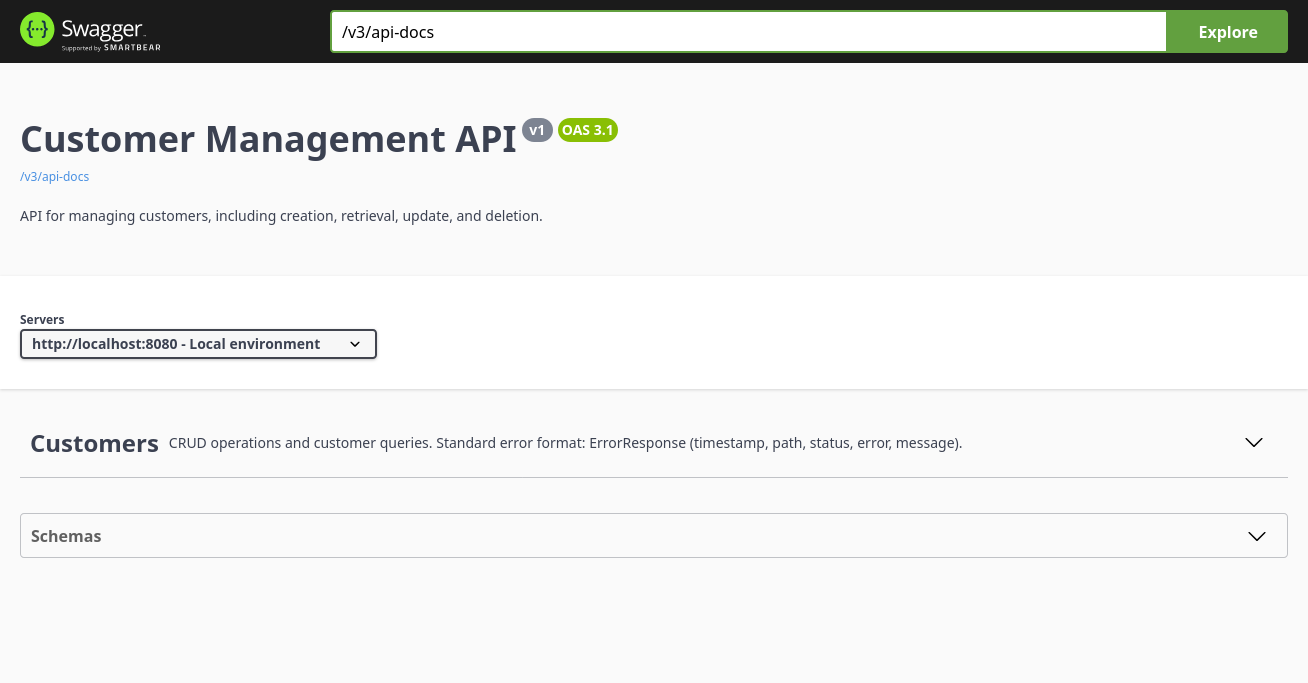 {···} Swagger.
Supported by SMARTBEAR
/v3/api-docs
Explore
Customer Management API v1 OAS 3.1
/v3/api-docs
API for managing customers, including creation, retrieval, update, and deletion.
Servers
http://localhost:8080 - Local environment
Customers CRUD operations and customer queries. Standard error format: ErrorResponse (timestamp, path, status, error, message).
Schemas